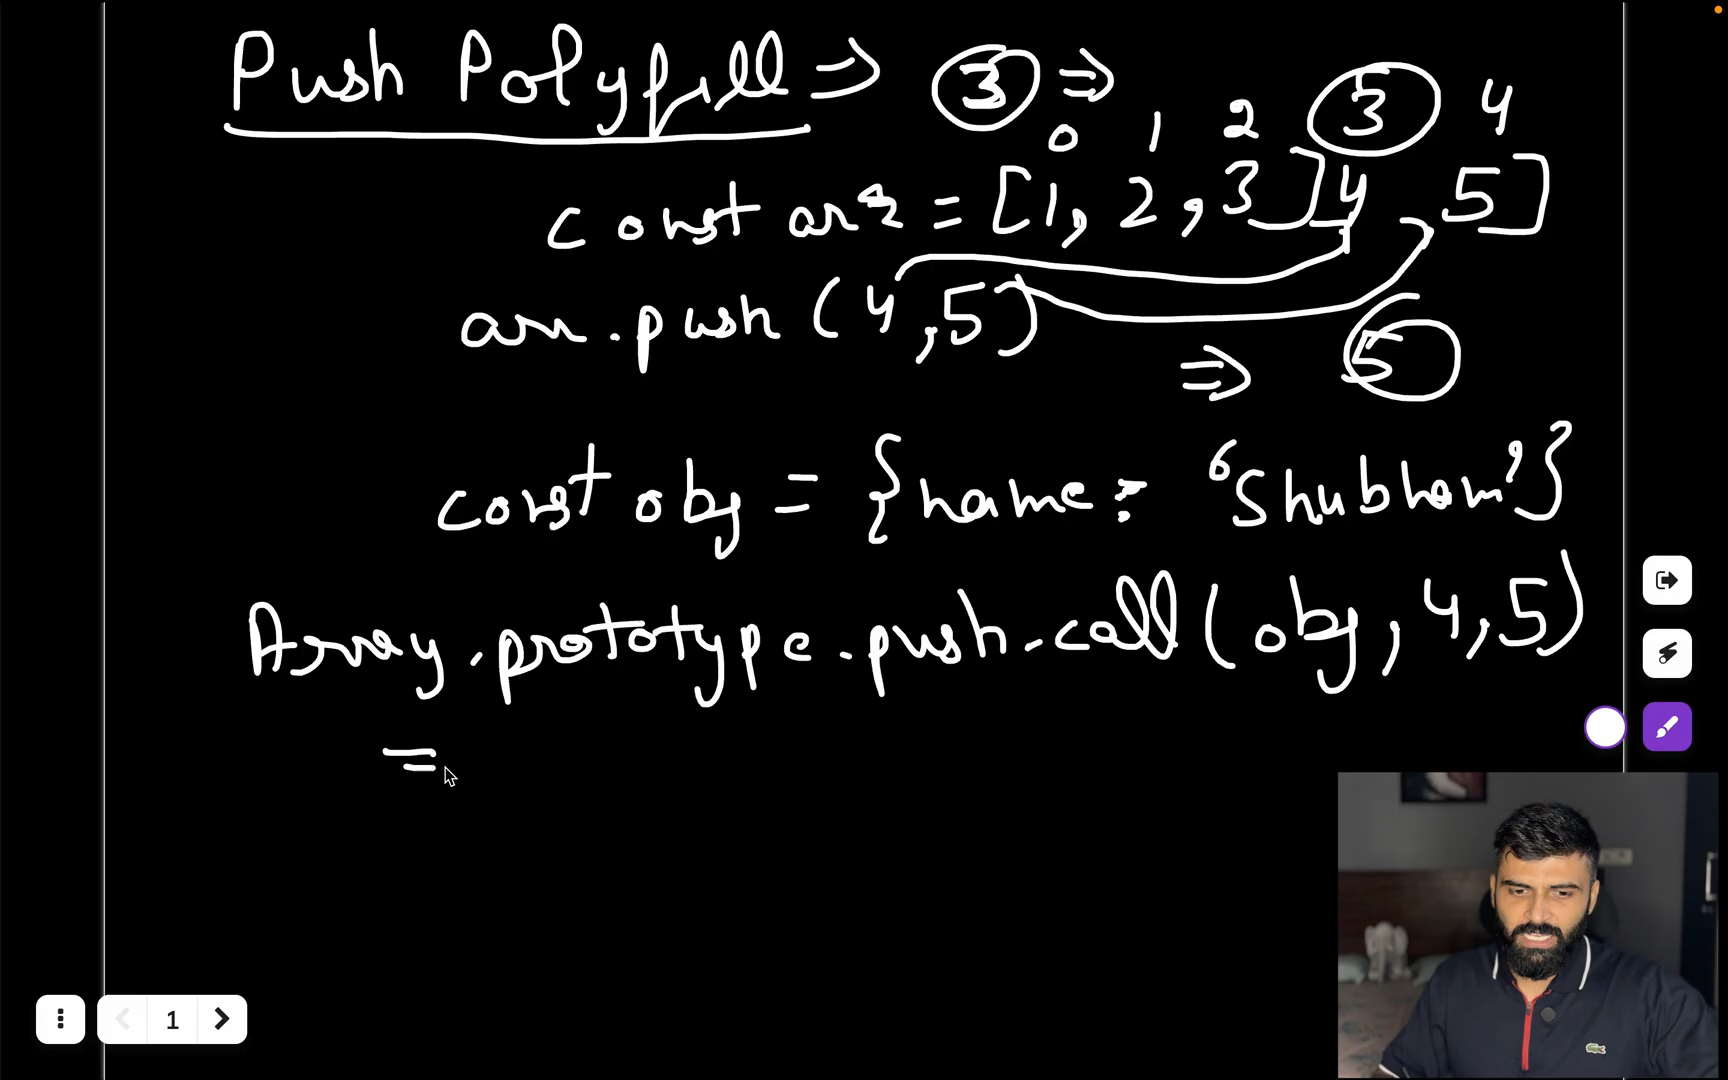 Push Polyfill => 3 =>
0 1 2 3 4
const arr = [1, 2, 3] 4, 5]
arr.push (4,5)
=> 5
const obj = {name: 'Shubham'}
Array.prototype.push.call(obj, 4,5)
=
1